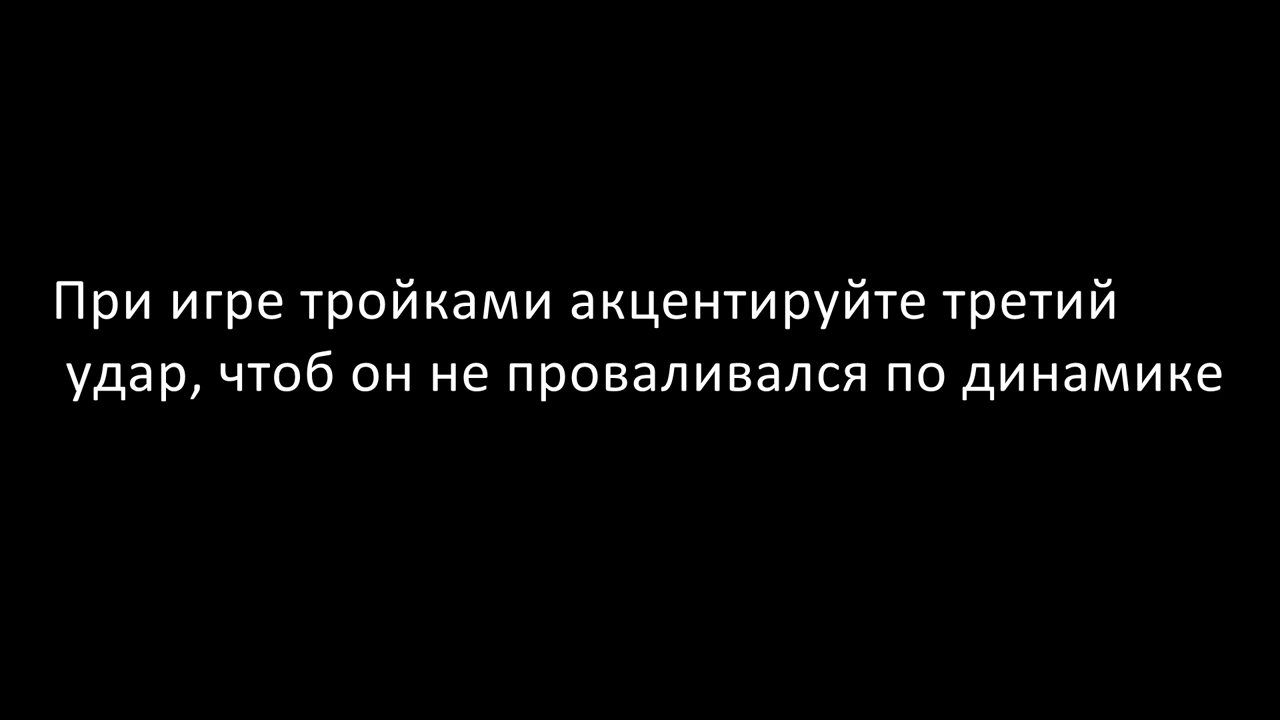 При игре тройками акцентируйте третий
удар, чтоб он не проваливался по динамике